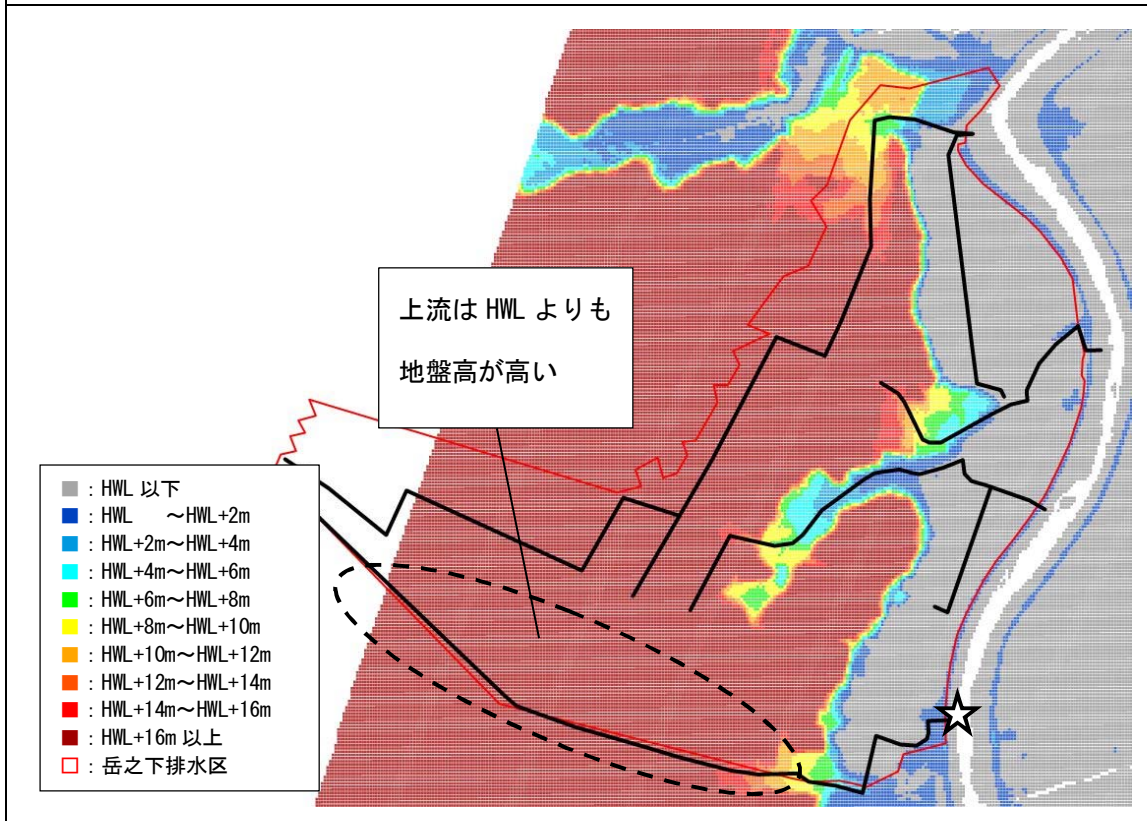 上流は HWL よりも
地盤高が高い
：HWL 以下
：HWL　～HWL+2m
：HWL+2m～HWL+4m
：HWL+4m～HWL+6m
：HWL+6m～HWL+8m
：HWL+8m～HWL+10m
：HWL+10m～HWL+12m
：HWL+12m～HWL+14m
：HWL+14m～HWL+16m
：HWL+16m 以上
：岳之下排水区